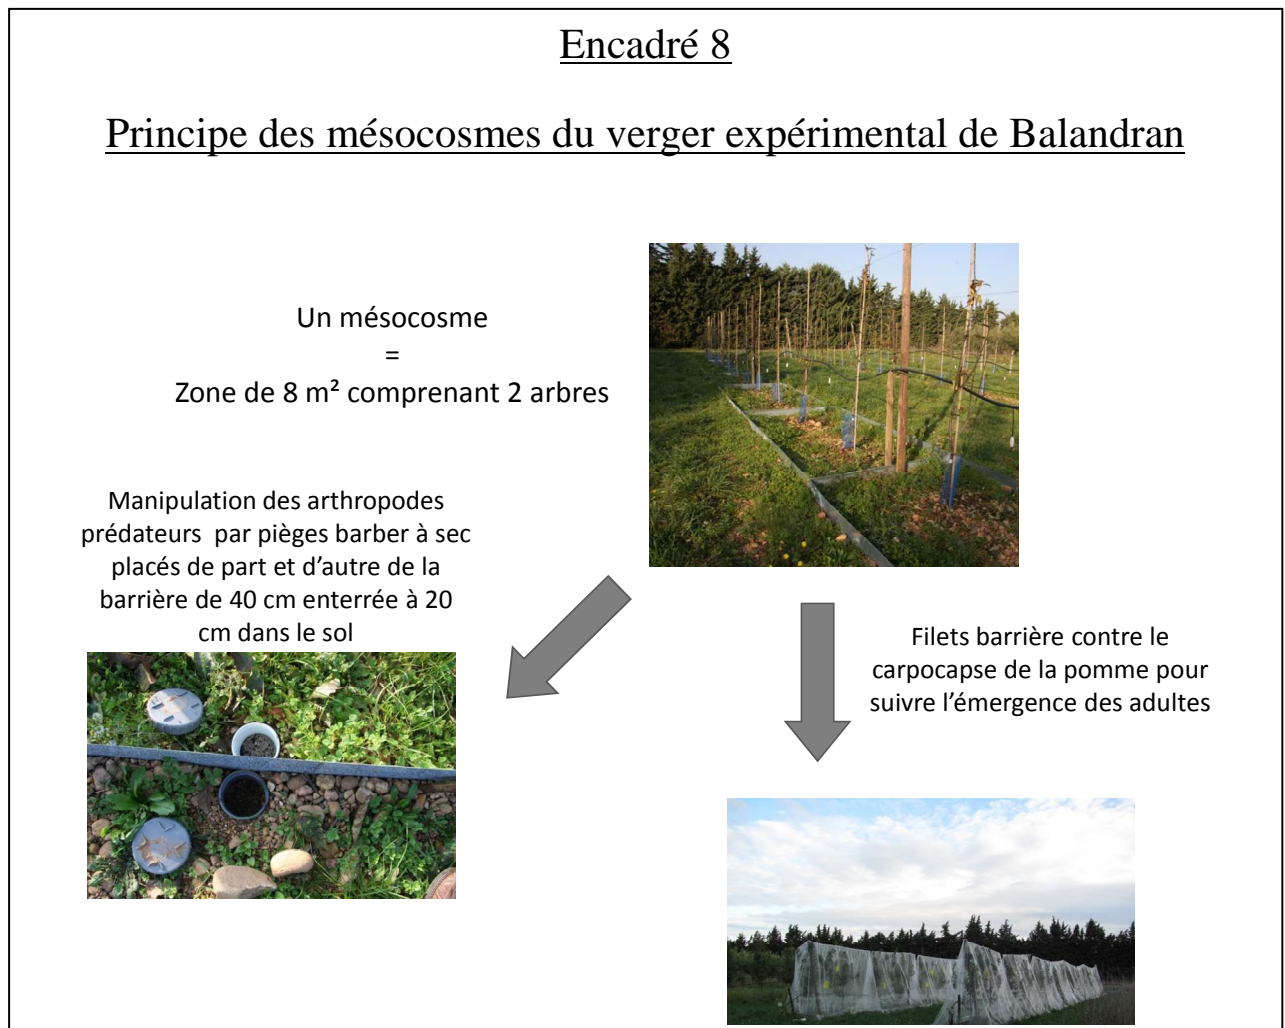 Encadré 8
Principe des mésocosmes du verger expérimental de Balandran
Un mésocosme
=
Zone de 8 m² comprenant 2 arbres
Manipulation des arthropodes
prédateurs  par pièges barber à sec
placés de part et d'autre de la
barrière de 40 cm enterrée à 20
cm dans le sol
Filets barrière contre le
carpocapse de la pomme pour
suivre l'émergence des adultes